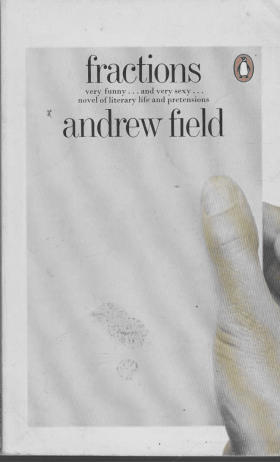 fractions
very funny...and very sexy...
novel of literary life and pretensions
andrew field